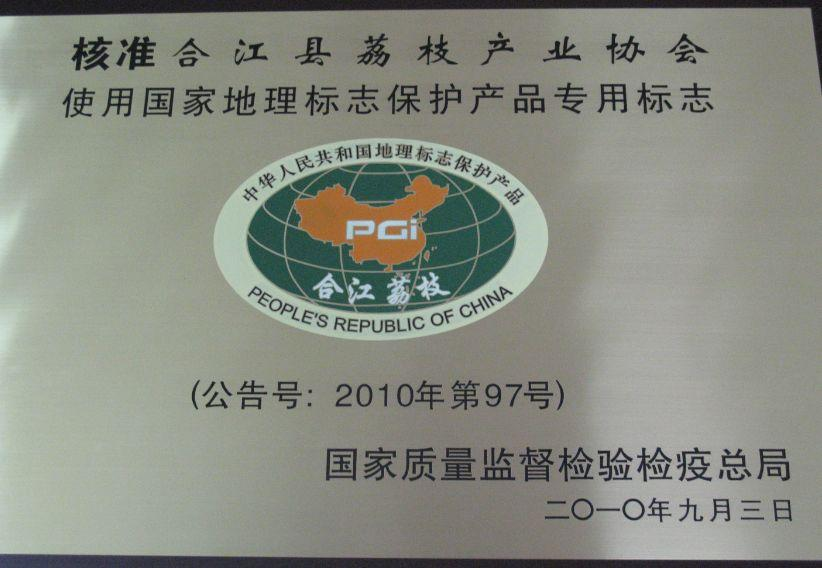 核准合江县荔枝产业协会
使用国家地理标志保护产品专用标志
中华人民共和国地理标志保护产品
PGi
合江荔枝
PEOPLE'S REPUBLIC OF CHINA
(公告号: 2010年第97号)
国家质量监督检验检疫总局
二〇一〇年九月三日